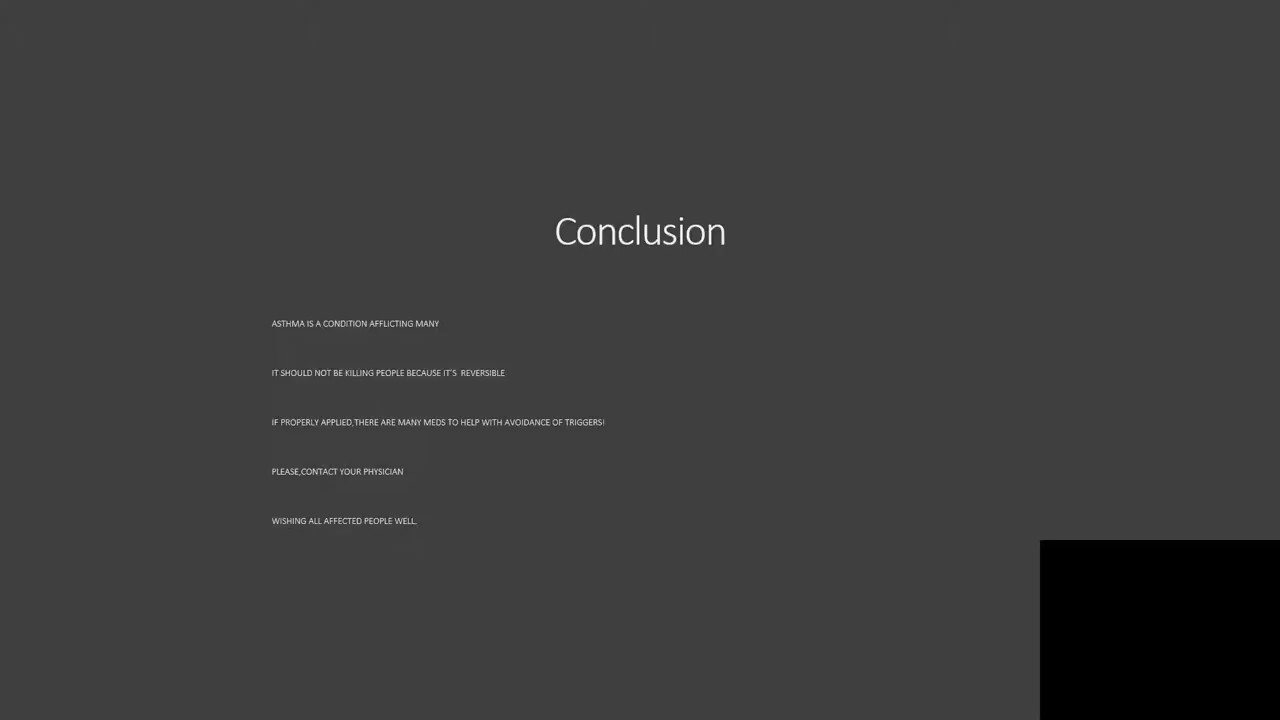 Conclusion
ASTHMA IS A CONDITION AFFLICTING MANY
IT SHOULD NOT BE KILLING PEOPLE BECAUSE IT'S  REVERSIBLE
IF PROPERLY APPLIED,THERE ARE MANY MEDS TO HELP WITH AVOIDANCE OF TRIGGERS!
PLEASE,CONTACT YOUR PHYSICIAN
WISHING ALL AFFECTED PEOPLE WELL.